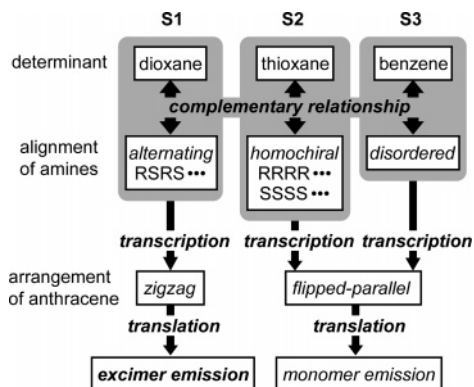 S1 S2 S3
determinant dioxane thioxane benzene
complementary relationship
alignment of amines
alternating
RSRS •••
homochiral
RRRR •••
SSSS •••
disordered
transcription transcription transcription
arrangement of anthracene
zigzag flipped-parallel
translation translation
excimer emission monomer emission